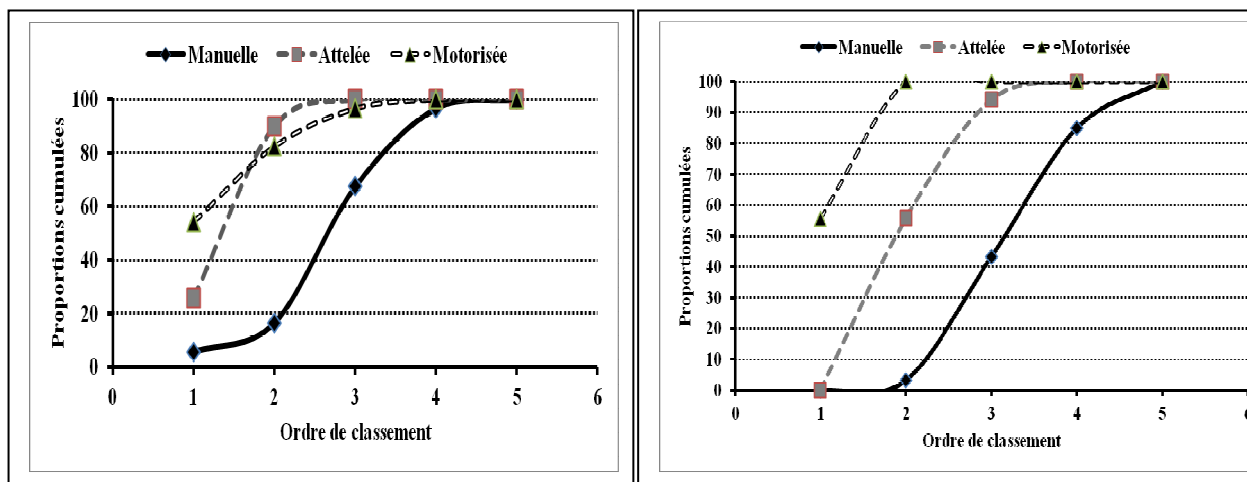 Manuelle Attelée Motorisée
Proportions cumulées
100
80
60
40
20
0
0 1 2 3 4 5 6
Ordre de classement
Manuelle Attelée Motorisée
Proportions cumulées
100
90
80
70
60
50
40
30
20
10
0
0 1 2 3 4 5 6
Ordre de classement